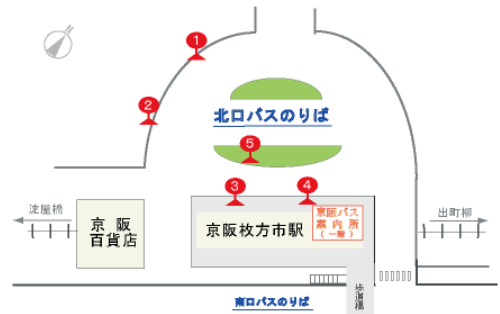 1
2
北口バスのりば
5
3
4
淀屋橋
京阪
百貨店
京阪枚方市駅
京阪バス
案内所
(一階)
出町柳
歩道橋
南口バスのりば